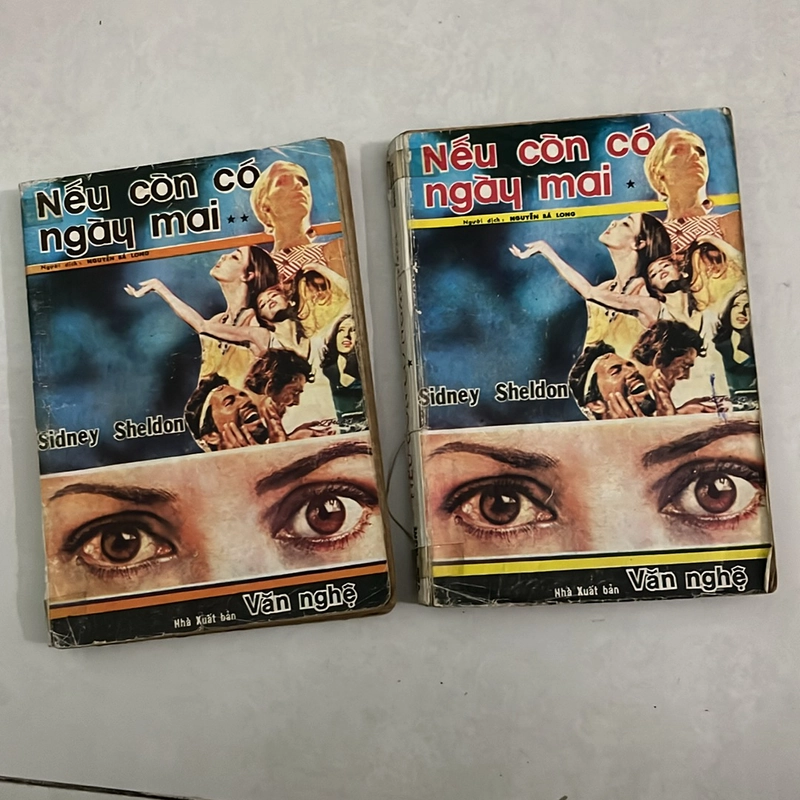 Nếu còn có
ngày mai **
Người dịch : NGUYỄN BÁ LONG
Sidney Sheldon
Nhà Xuất bản Văn nghệ
Nếu còn có
ngày mai *
Người dịch : NGUYỄN BÁ LONG
Sidney Sheldon
Nhà Xuất bản Văn nghệ